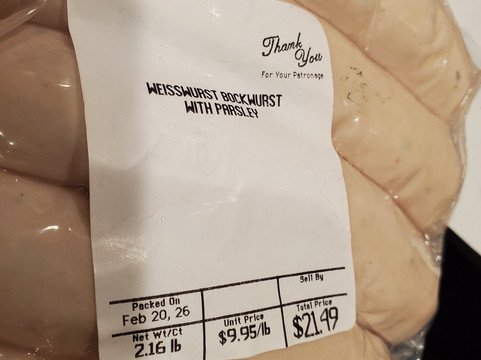 Thank
You
For Your Patronage
WEISSWURST BOCKWURST
WITH PARSLEY
Sell By
Packed On
Feb 20, 26
Net Wt/Ct
2.16 lb
Unit Price
$9.95/lb
Total Price
$21.49